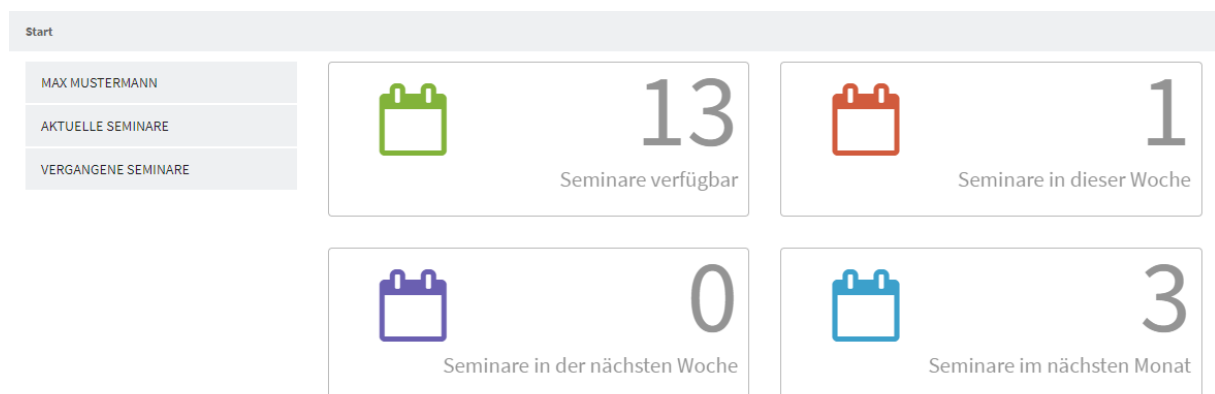 Start
MAX MUSTERMANN
AKTUELLE SEMINARE
VERGANGENE SEMINARE
13
Seminare verfügbar
1
Seminare in dieser Woche
0
Seminare in der nächsten Woche
3
Seminare im nächsten Monat